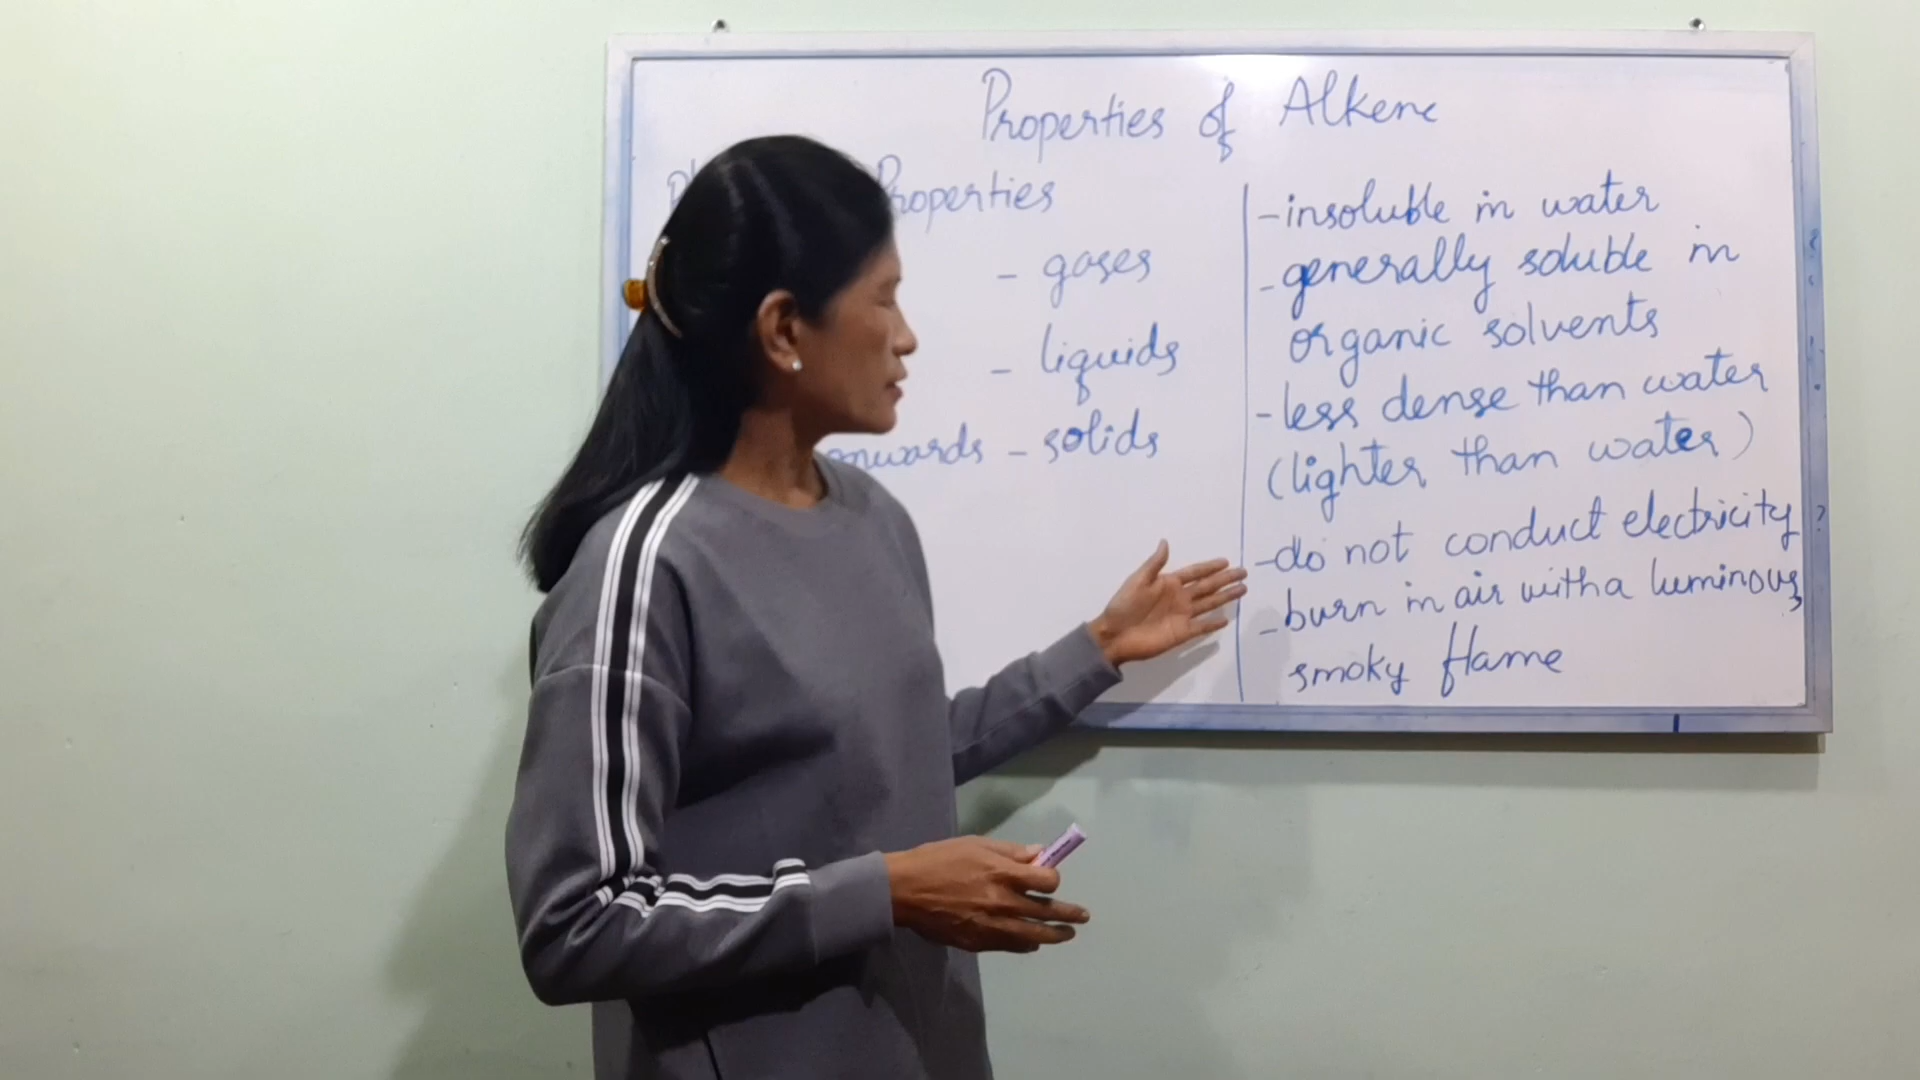 Properties of Alkene
Properties
- gases
- liquids
onwards - solids
- insoluble in water
- generally soluble in
organic solvents
- less dense than water
(lighter than water)
- do not conduct electricity
- burn in air with a luminous
smoky flame